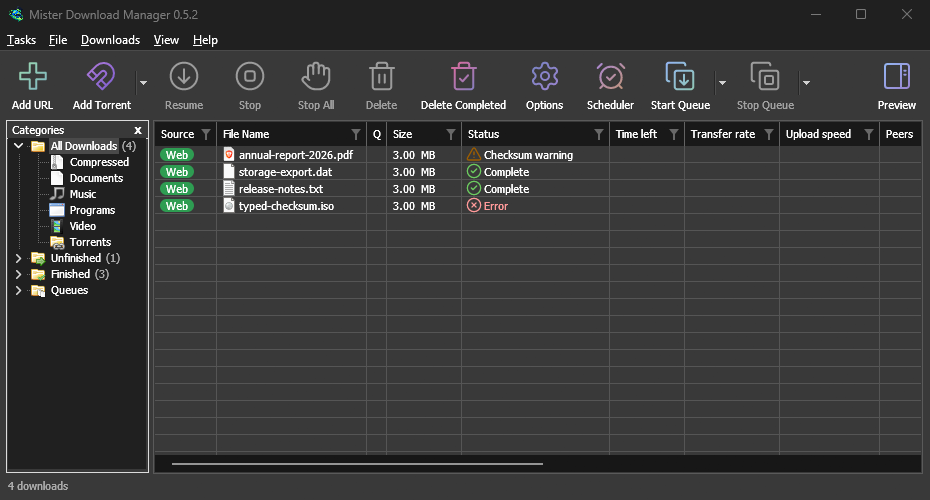 Mister Download Manager 0.5.2
Tasks File Downloads View Help
Add URL Add Torrent Resume Stop Stop All Delete Delete Completed Options Scheduler Start Queue Stop Queue Preview
Categories x
All Downloads (4)
Compressed
Documents
Music
Programs
Video
Torrents
Unfinished (1)
Finished (3)
Queues
Source File Name Q Size Status Time left Transfer rate Upload speed Peers
Web annual-report-2026.pdf 3.00 MB Checksum warning
Web storage-export.dat 3.00 MB Complete
Web release-notes.txt 3.00 MB Complete
Web typed-checksum.iso 3.00 MB Error
4 downloads